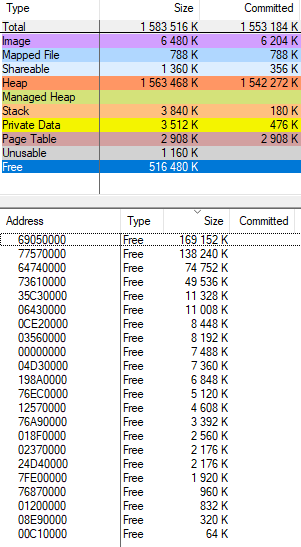 Type Size Committed
Total 1 583 516 K 1 553 184 K
Image 6 480 K 6 204 K
Mapped File 788 K 788 K
Shareable 1 360 K 356 K
Heap 1 563 468 K 1 542 272 K
Managed Heap
Stack 3 840 K 180 K
Private Data 3 512 K 476 K
Page Table 2 908 K 2 908 K
Unusable 1 160 K
Free 516 480 K
Address Type Size Committed
69050000 Free 169 152 K
77570000 Free 138 240 K
64740000 Free 74 752 K
73610000 Free 49 536 K
35C30000 Free 11 328 K
06430000 Free 11 008 K
0CE20000 Free 8 448 K
03560000 Free 8 192 K
00000000 Free 7 488 K
04D30000 Free 7 360 K
198A0000 Free 6 848 K
76EC0000 Free 5 120 K
12570000 Free 4 608 K
76A90000 Free 3 392 K
018F0000 Free 2 560 K
02370000 Free 2 176 K
24D40000 Free 2 176 K
7FE00000 Free 1 920 K
76870000 Free 960 K
01200000 Free 832 K
08E90000 Free 320 K
00C10000 Free 64 K